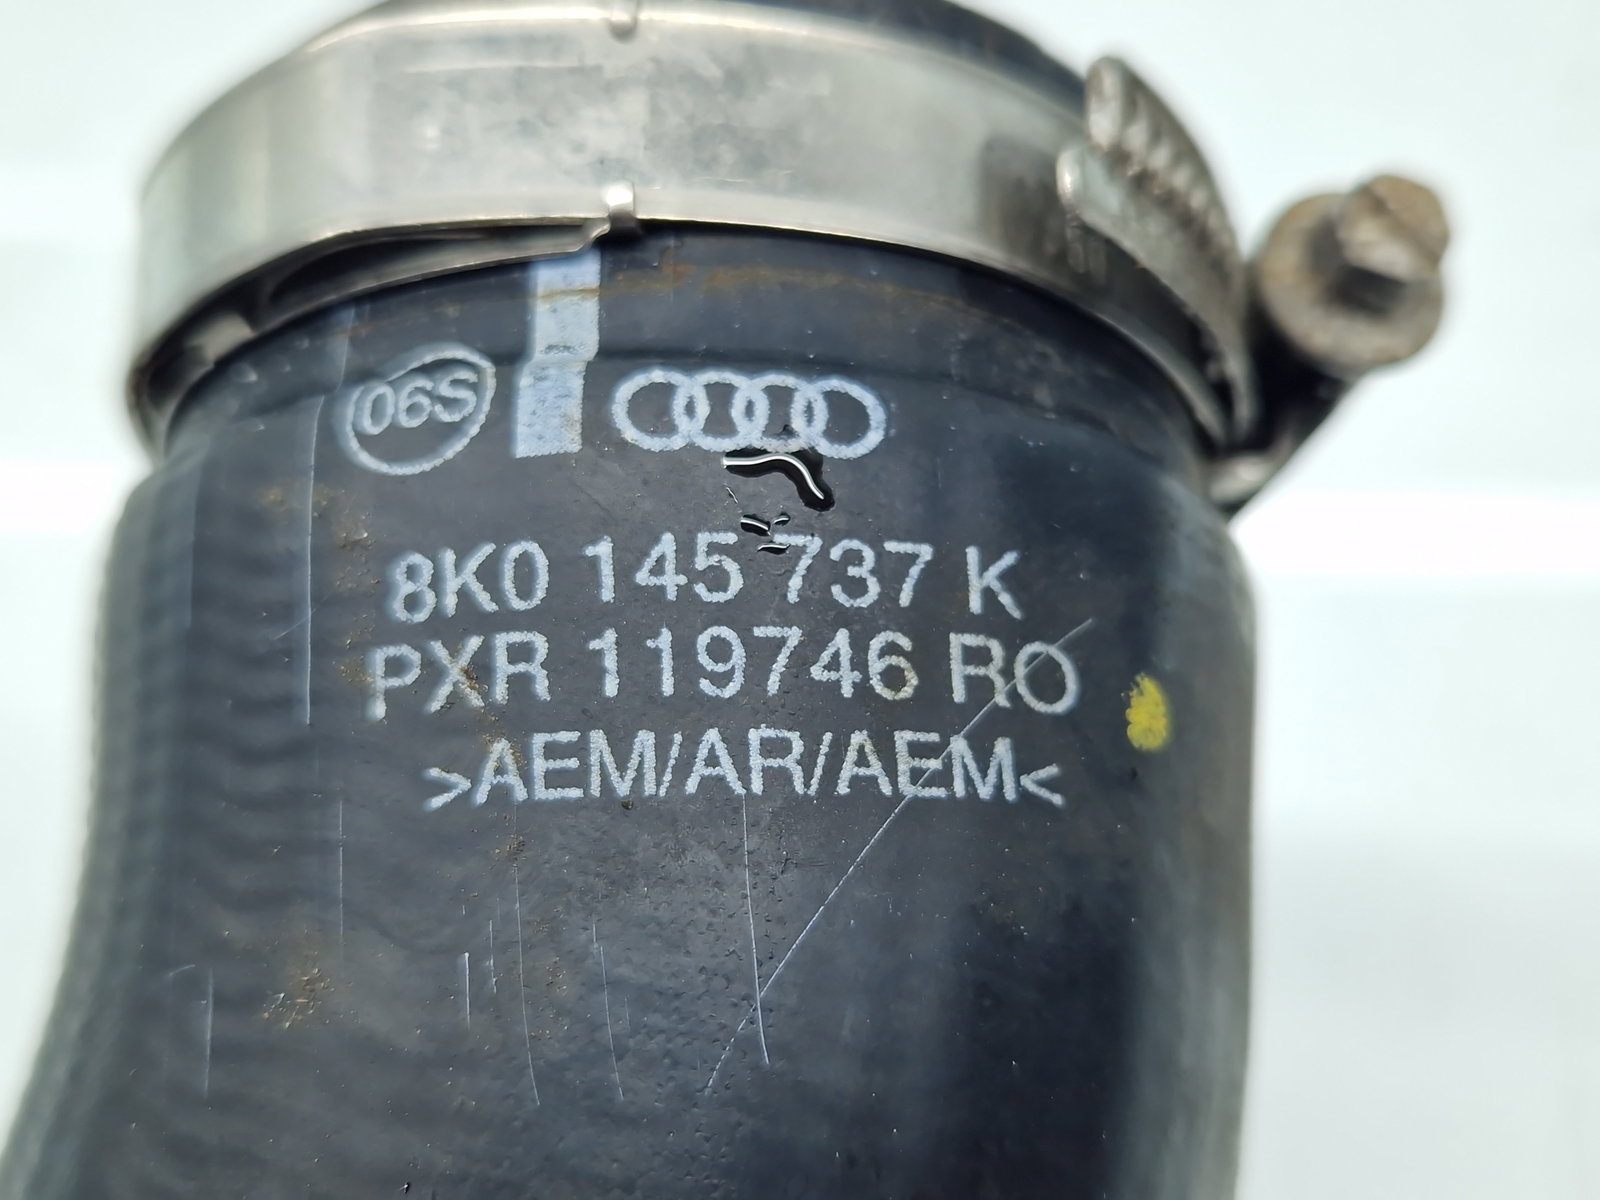 06S
8K0 145 737 K
PXR 119746 RO
>AEM/AR/AEM<